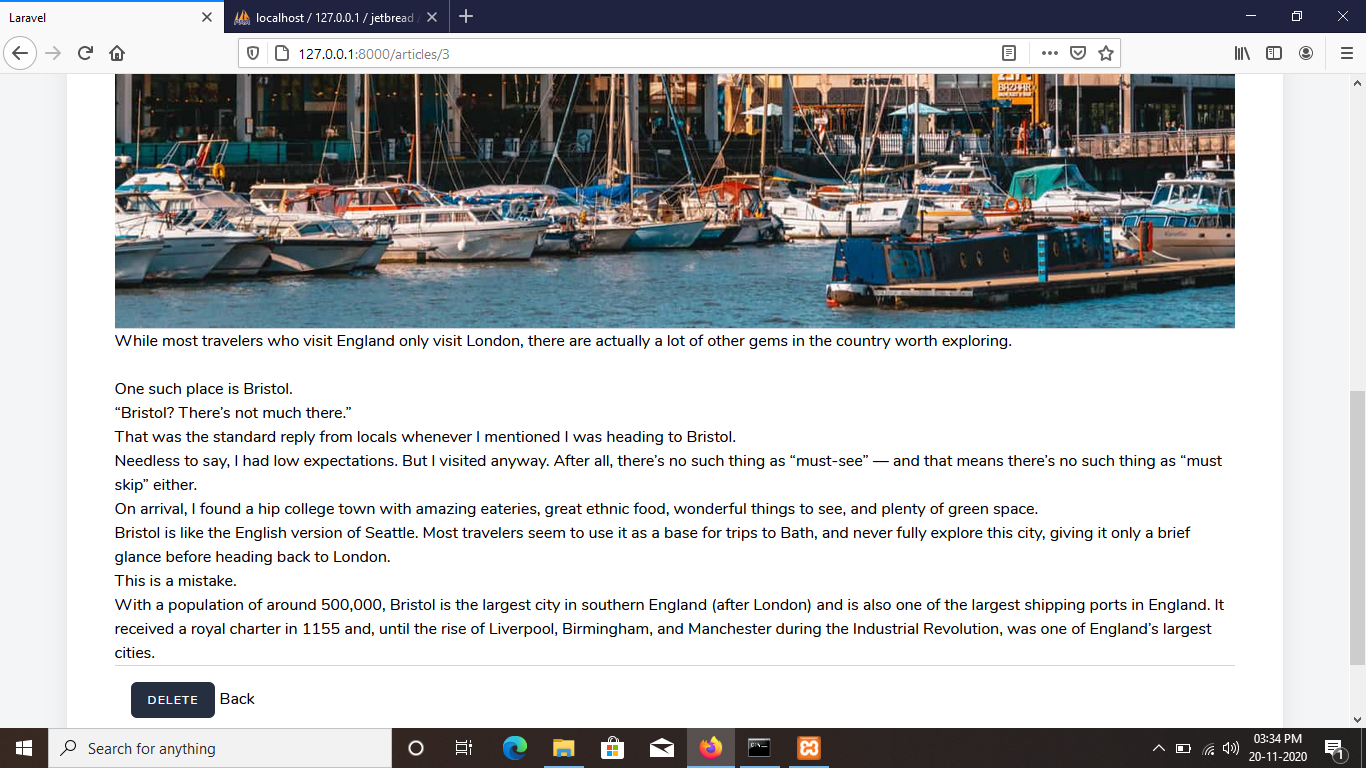 Laravel
localhost / 127.0.0.1 / jetbread
127.0.0.1:8000/articles/3
BAZAAR
While most travelers who visit England only visit London, there are actually a lot of other gems in the country worth exploring.
One such place is Bristol.
“Bristol? There’s not much there.”
That was the standard reply from locals whenever I mentioned I was heading to Bristol.
Needless to say, I had low expectations. But I visited anyway. After all, there’s no such thing as “must-see” — and that means there’s no such thing as “must
skip” either.
On arrival, I found a hip college town with amazing eateries, great ethnic food, wonderful things to see, and plenty of green space.
Bristol is like the English version of Seattle. Most travelers seem to use it as a base for trips to Bath, and never fully explore this city, giving it only a brief
glance before heading back to London.
This is a mistake.
With a population of around 500,000, Bristol is the largest city in southern England (after London) and is also one of the largest shipping ports in England. It
received a royal charter in 1155 and, until the rise of Liverpool, Birmingham, and Manchester during the Industrial Revolution, was one of England’s largest
cities.
DELETE Back
Search for anything
03:34 PM
20-11-2020
1